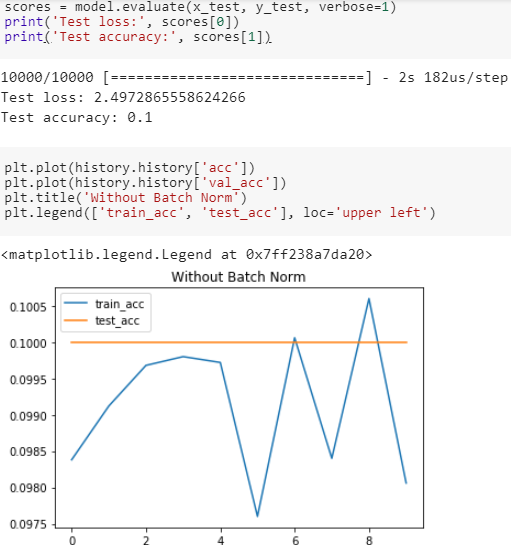 scores = model.evaluate(x_test, y_test, verbose=1)
print('Test loss:', scores[0])
print('Test accuracy:', scores[1])
10000/10000 [==============================] - 2s 182us/step
Test loss: 2.4972865558624266
Test accuracy: 0.1
plt.plot(history.history['acc'])
plt.plot(history.history['val_acc'])
plt.title('Without Batch Norm')
plt.legend(['train_acc', 'test_acc'], loc='upper left')
<matplotlib.legend.Legend at 0x7ff238a7da20>
Without Batch Norm
train_acc
test_acc
0.1005
0.1000
0.0995
0.0990
0.0985
0.0980
0.0975
0 2 4 6 8